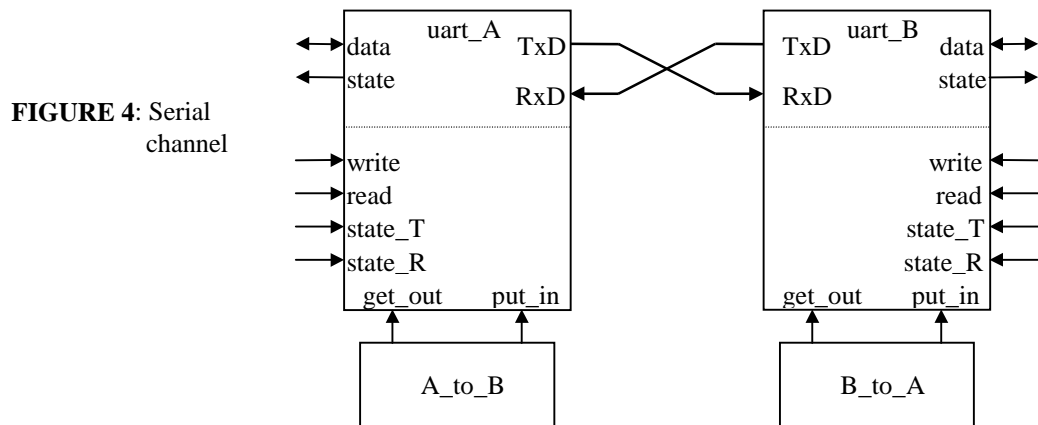 FIGURE 4: Serial
channel
uart_A
data
TxD
state
RxD
write
read
state_T
state_R
get_out
put_in
A_to_B
uart_B
TxD
data
state
RxD
write
read
state_T
state_R
get_out
put_in
B_to_A